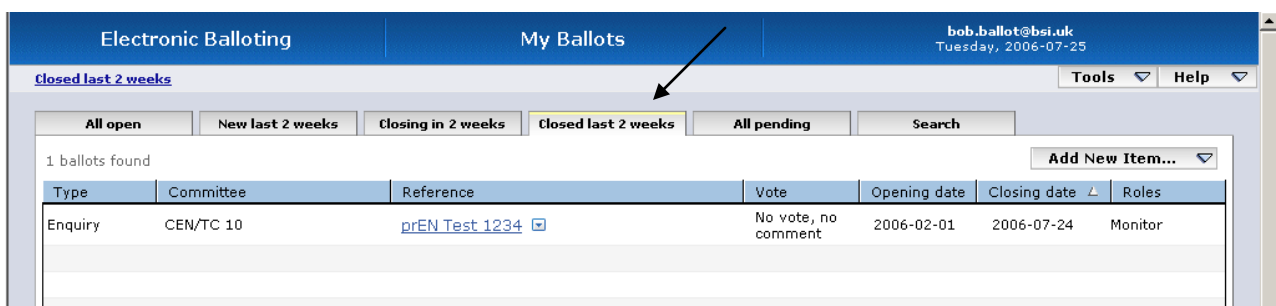 Electronic Balloting My Ballots bob.ballot@bsi.uk
Tuesday, 2006-07-25
Closed last 2 weeks Tools Help
All open New last 2 weeks Closing in 2 weeks Closed last 2 weeks All pending Search
1 ballots found Add New Item...
Type Committee Reference Vote Opening date Closing date Roles
Enquiry CEN/TC 10 prEN Test 1234 No vote, no comment 2006-02-01 2006-07-24 Monitor